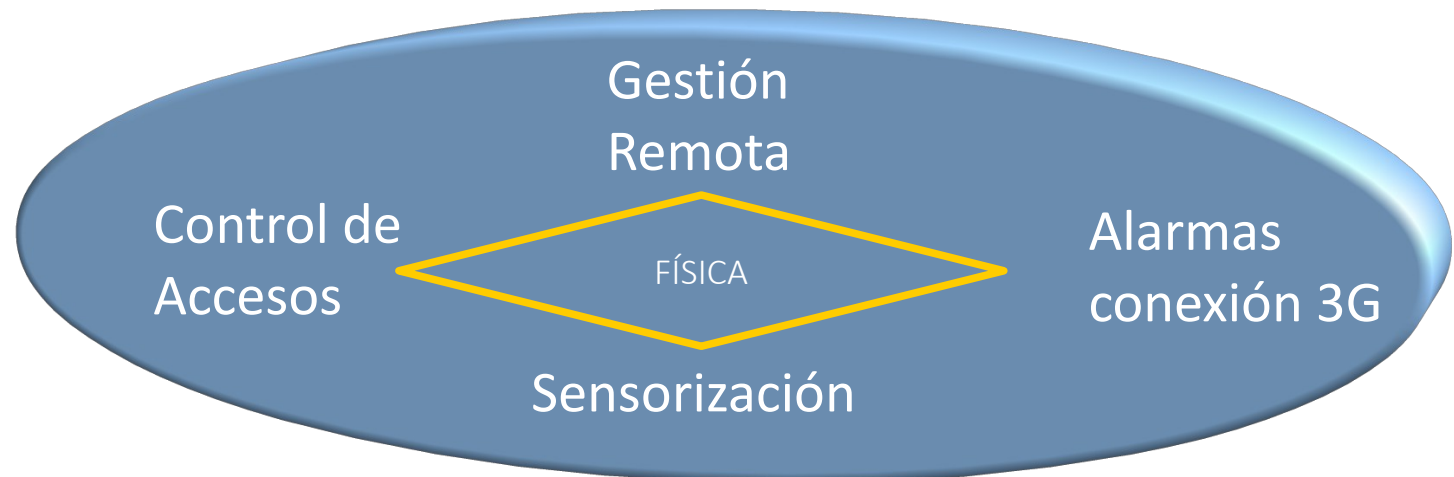 Gestión
Remota
Control de
Accesos
FÍSICA
Alarmas
conexión 3G
Sensorización